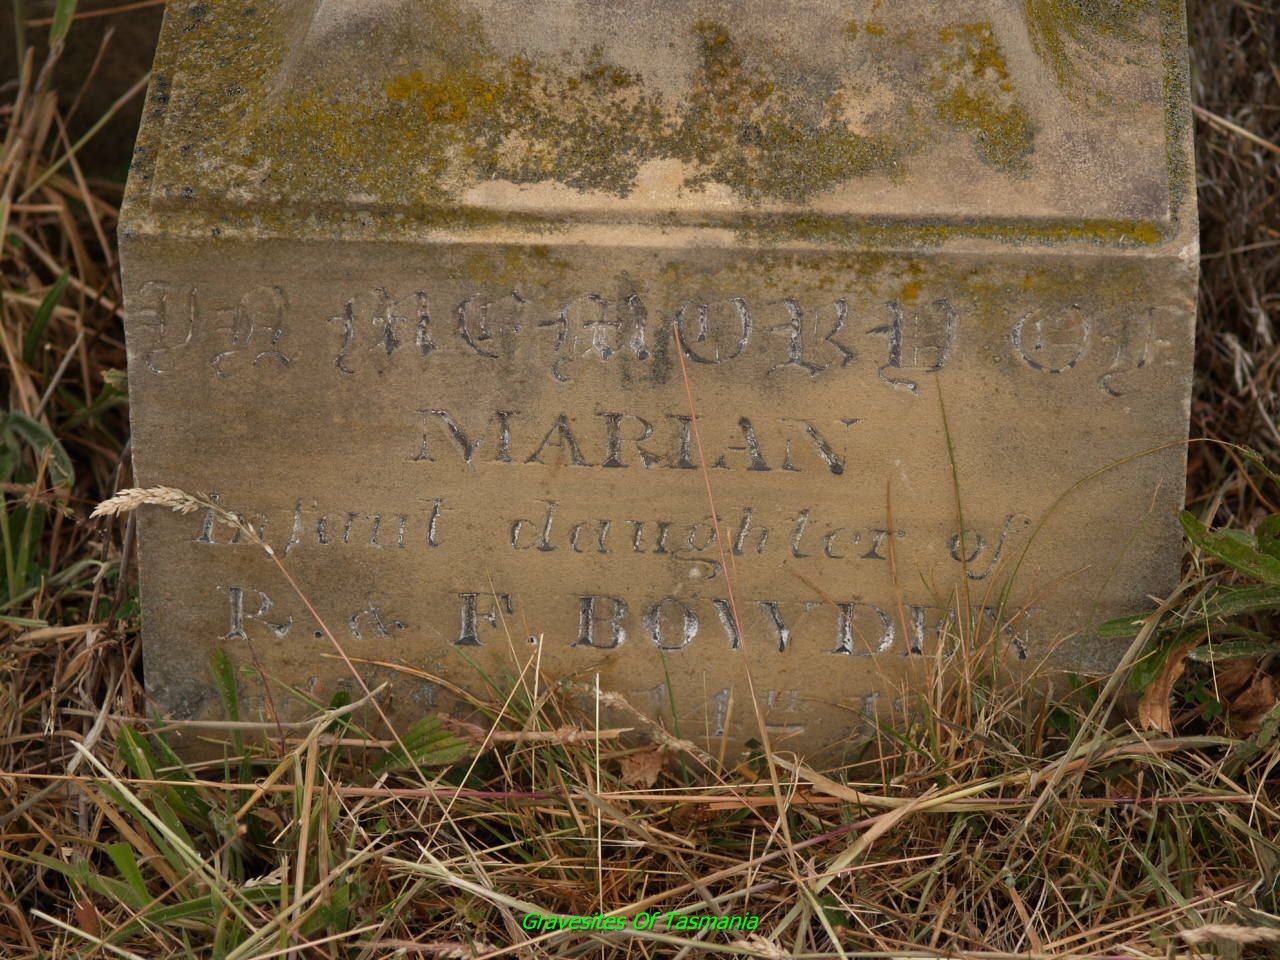 IN MEMORY OF
MARIAN
Infant daughter of
R. & F. BOWDEN
Gravesites Of Tasmania